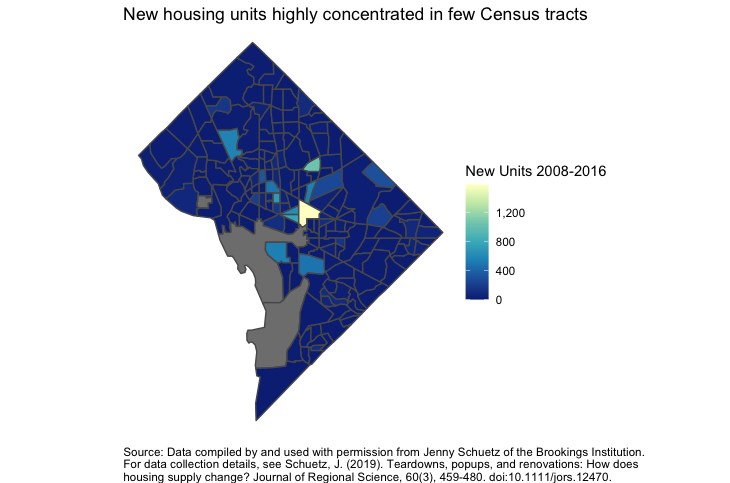 New housing units highly concentrated in few Census tracts
New Units 2008-2016
1,200
800
400
0
Source: Data compiled by and used with permission from Jenny Schuetz of the Brookings Institution.
For data collection details, see Schuetz, J. (2019). Teardowns, popups, and renovations: How does
housing supply change? Journal of Regional Science, 60(3), 459-480. doi:10.1111/jors.12470.